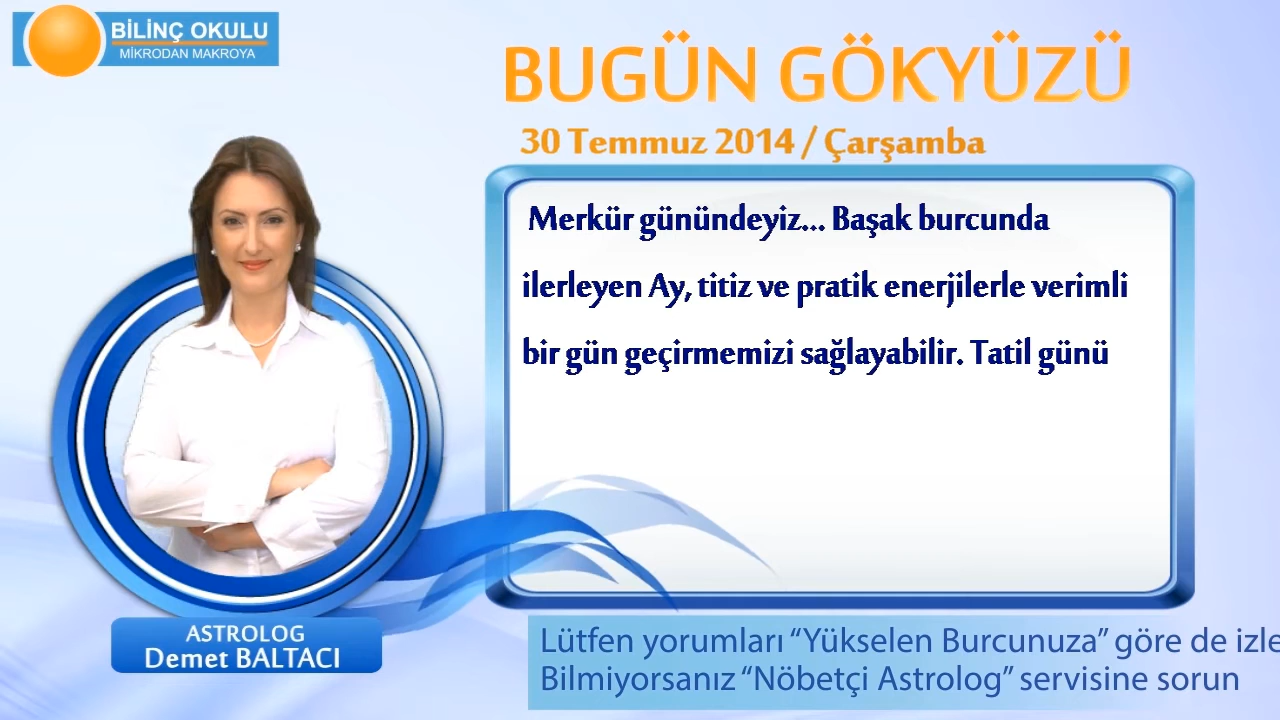 BİLİNÇ OKULU
MİKRODAN MAKROYA
BUGÜN GÖKYÜZÜ
30 Temmuz 2014 / Çarşamba
Merkür günündeyiz... Başak burcunda
ilerleyen Ay, titiz ve pratik enerjilerle verimli
bir gün geçirmemizi sağlayabilir. Tatil günü
ASTROLOG
Demet BALTACI
Lütfen yorumları “Yükselen Burcunuza” göre de izle
Bilmiyorsanız “Nöbetçi Astrolog” servisine sorun